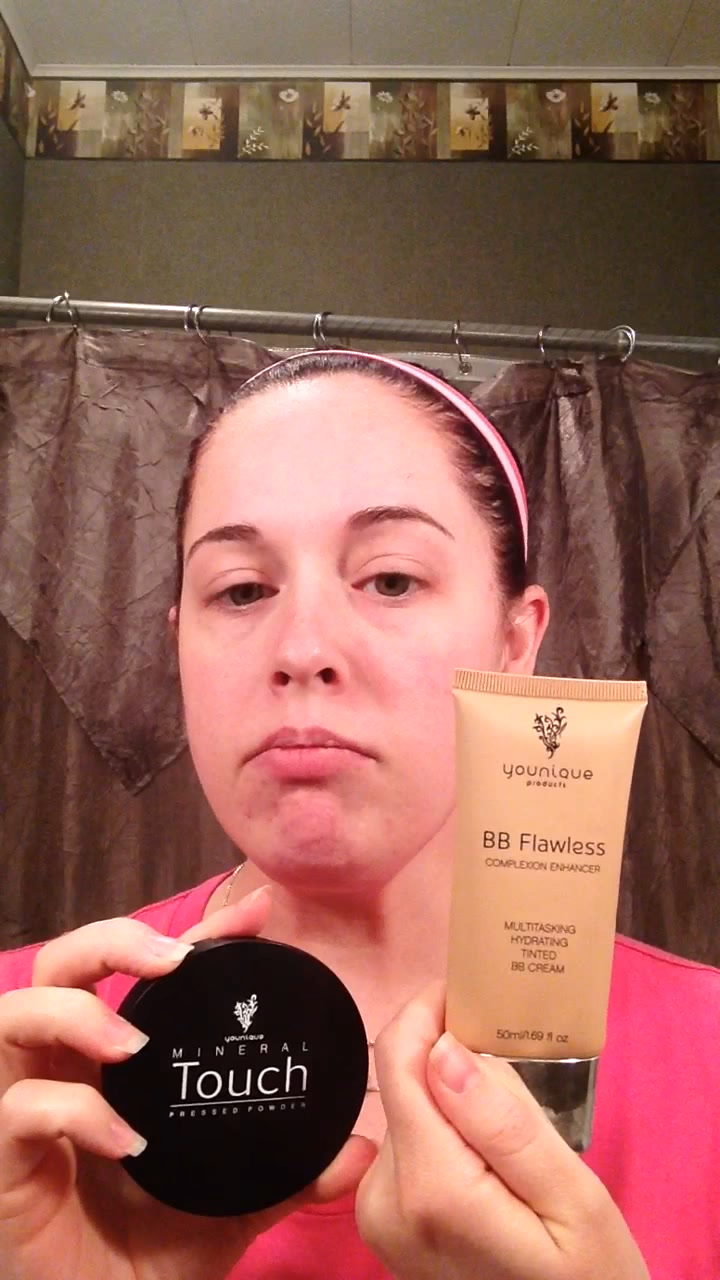 younique
products
BB Flawless
COMPLEXION ENHANCER
MULTITASKING
HYDRATING
TINTED
BB CREAM
50ml/1.69 fl oz
younique
MINERAL
Touch
PRESSED POWDER